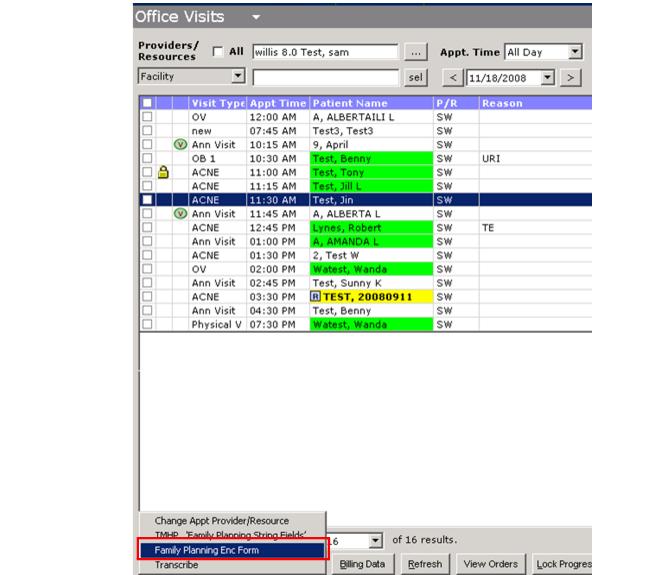 Office Visits
Providers/ Resources All willis 8.0 Test, sam ... Appt. Time All Day
Facility sel < 11/18/2008 >
Visit Type Appt Time Patient Name P/R Reason
OV 12:00 AM A, ALBERTAILI L SW
new 07:45 AM Test3, Test3 SW
V Ann Visit 10:15 AM 9, April SW
OB 1 10:30 AM Test, Benny SW URI
ACNE 11:00 AM Test, Tony SW
ACNE 11:15 AM Test, Jill L SW
ACNE 11:30 AM Test, Jin SW
V Ann Visit 11:45 AM A, ALBERTA L SW
ACNE 12:45 PM Lynes, Robert SW TE
Ann Visit 01:00 PM A, AMANDA L SW
ACNE 01:30 PM 2, Test W SW
OV 02:00 PM Watest, Wanda SW
Ann Visit 02:45 PM Test, Sunny K SW
ACNE 03:30 PM R TEST, 20080911 SW
Ann Visit 04:30 PM Test, Benny SW
Physical V 07:30 PM Watest, Wanda SW
Change Appt Provider/Resource
TMHP 'Family Planning String Fields' 16 of 16 results.
Family Planning Enc Form
Transcribe Billing Data Refresh View Orders Lock Progres